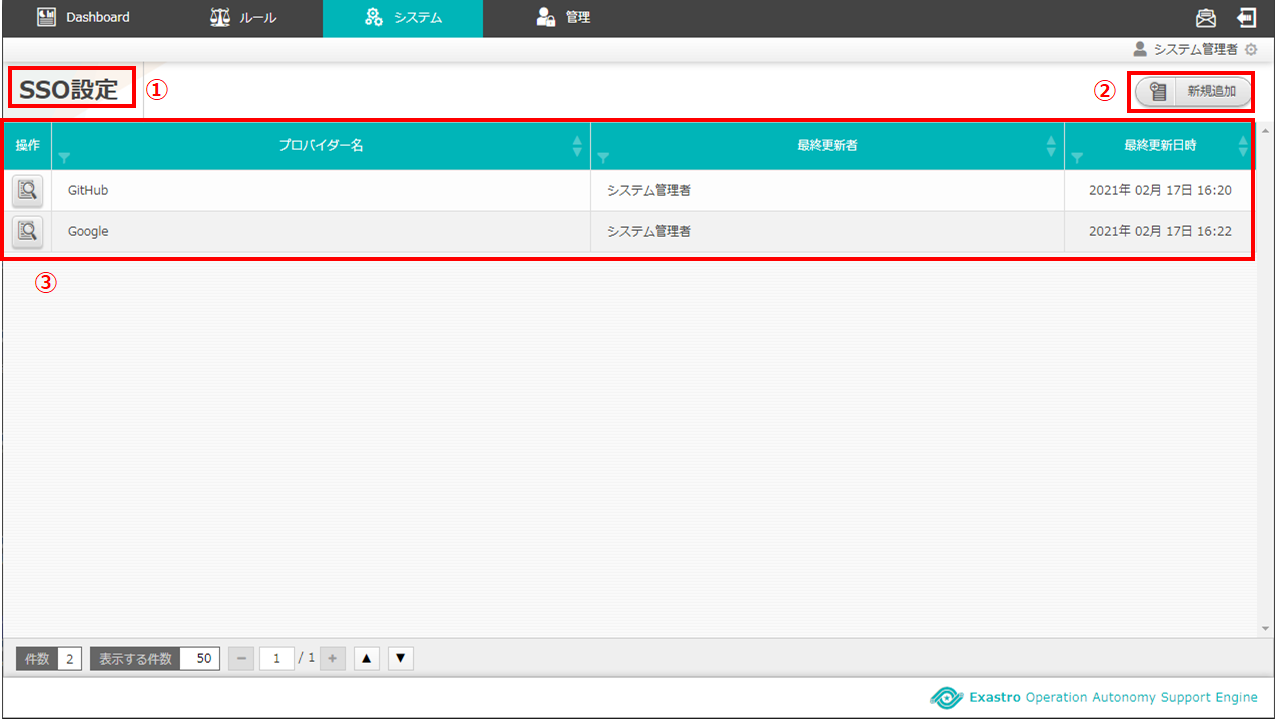 Dashboard ルール システム 管理
システム管理者
SSO設定 ① ② 新規追加
操作 プロバイダー名 最終更新者 最終更新日時
GitHub システム管理者 2021年 02月 17日 16:20
Google システム管理者 2021年 02月 17日 16:22
③
件数 2 表示する件数 50 － 1 / 1 + ▲ ▼
Exastro Operation Autonomy Support Engine